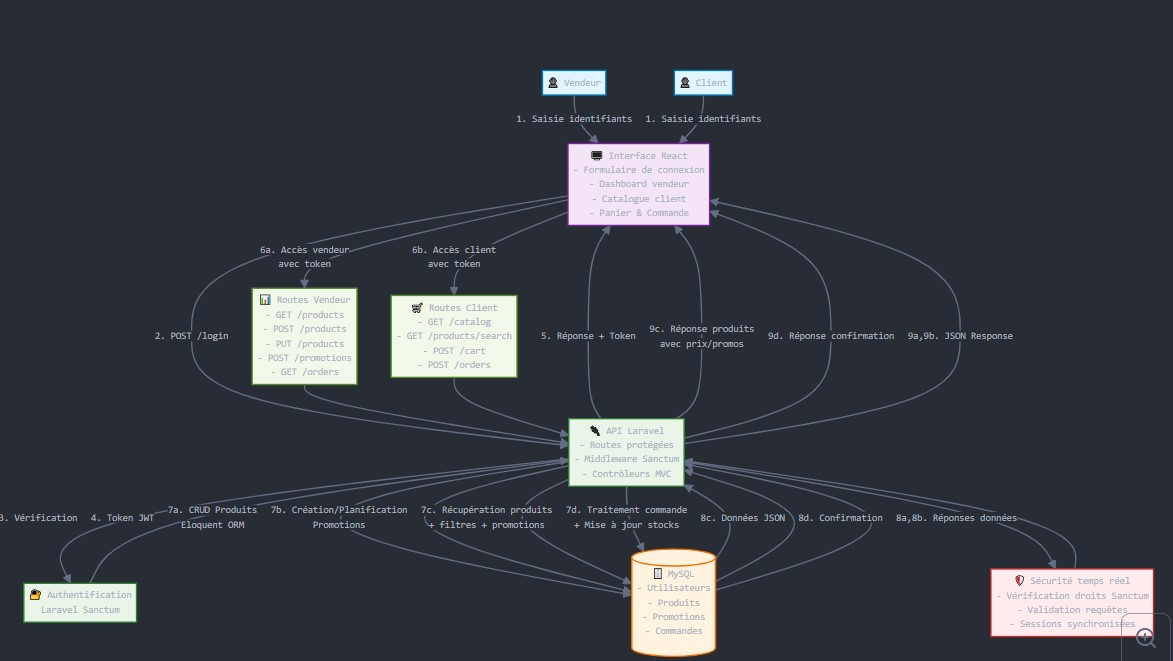 Vendeur
Client
1. Saisie identifiants
1. Saisie identifiants
Interface React
- Formulaire de connexion
- Dashboard vendeur
- Catalogue client
- Panier & Commande
6a. Accès vendeur
avec token
6b. Accès client
avec token
Routes Vendeur
- GET /products
- POST /products
- PUT /products
- POST /promotions
- GET /orders
Routes Client
- GET /catalog
- GET /products/search
- POST /cart
- POST /orders
2. POST /login
5. Réponse + Token
9c. Réponse produits
avec prix/promos
9d. Réponse confirmation
9a,9b. JSON Response
API Laravel
- Routes protégées
- Middleware Sanctum
- Contrôleurs MVC
3. Vérification
4. Token JWT
7a. CRUD Produits
Eloquent ORM
7b. Création/Planification
Promotions
7c. Récupération produits
+ filtres + promotions
7d. Traitement commande
+ Mise à jour stocks
8c. Données JSON
8d. Confirmation
8a,8b. Réponses données
Authentification
Laravel Sanctum
MySQL
- Utilisateurs
- Produits
- Promotions
- Commandes
Sécurité temps réel
- Vérification droits Sanctum
- Validation requêtes
- Sessions synchronisées